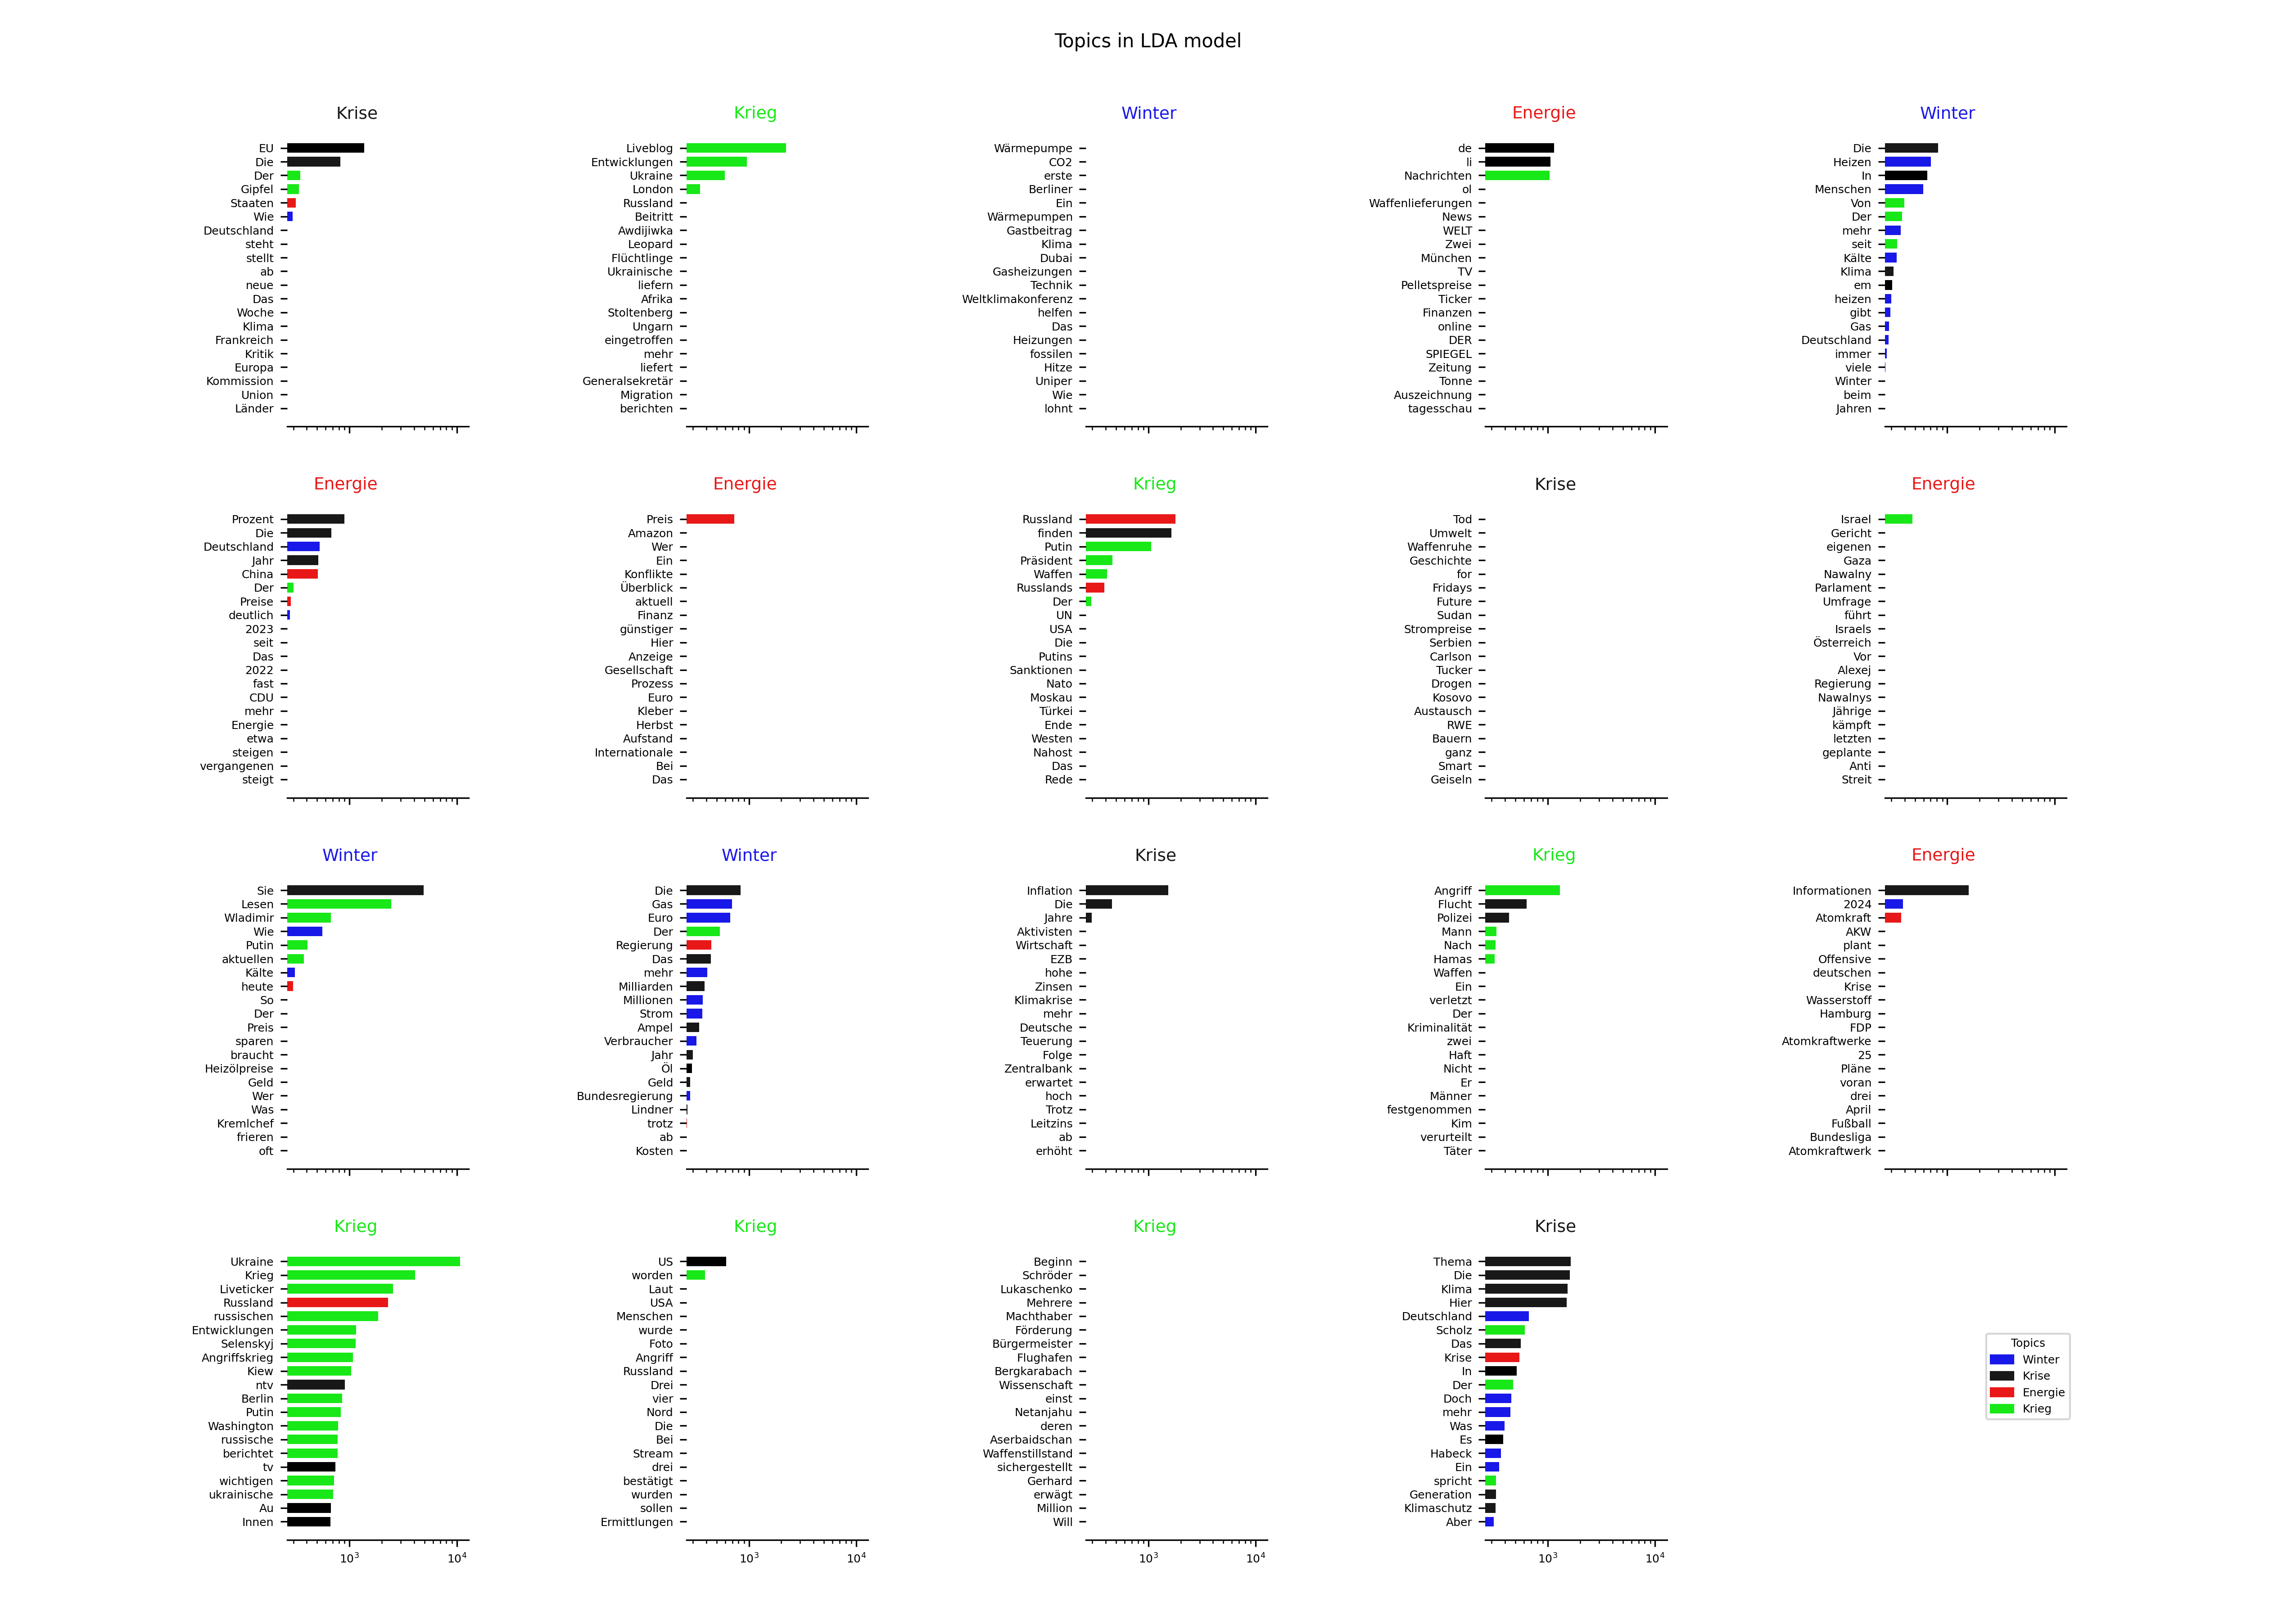 Topics in LDA model
Krise
EU
Die
Der
Gipfel
Staaten
Wie
Deutschland
steht
stellt
ab
neue
Das
Woche
Klima
Frankreich
Kritik
Europa
Kommission
Union
Länder
Krieg
Liveblog
Entwicklungen
Ukraine
London
Russland
Beitritt
Awdijiwka
Leopard
Flüchtlinge
Ukrainische
liefern
Afrika
Stoltenberg
Ungarn
eingetroffen
mehr
liefert
Generalsekretär
Migration
berichten
Winter
Wärmepumpe
CO2
erste
Berliner
Ein
Wärmepumpen
Gastbeitrag
Klima
Dubai
Gasheizungen
Technik
Weltklimakonferenz
helfen
Das
Heizungen
fossilen
Hitze
Uniper
Wie
lohnt
Energie
de
li
Nachrichten
ol
Waffenlieferungen
News
WELT
Zwei
München
TV
Pelletspreise
Ticker
Finanzen
online
DER
SPIEGEL
Zeitung
Tonne
Auszeichnung
tagesschau
Winter
Die
Heizen
In
Menschen
Von
Der
mehr
seit
Kälte
Klima
em
heizen
gibt
Gas
Deutschland
immer
viele
Winter
beim
Jahren
Energie
Prozent
Die
Deutschland
Jahr
China
Der
Preise
deutlich
2023
seit
Das
2022
fast
CDU
mehr
Energie
etwa
steigen
vergangenen
steigt
Energie
Preis
Amazon
Wer
Ein
Konflikte
Überblick
aktuell
Finanz
günstiger
Hier
Anzeige
Gesellschaft
Prozess
Euro
Kleber
Herbst
Aufstand
Internationale
Bei
Das
Krieg
Russland
finden
Putin
Präsident
Waffen
Russlands
Der
UN
USA
Die
Putins
Sanktionen
Nato
Moskau
Türkei
Ende
Westen
Nahost
Das
Rede
Krise
Tod
Umwelt
Waffenruhe
Geschichte
for
Fridays
Future
Sudan
Strompreise
Serbien
Carlson
Tucker
Drogen
Kosovo
Austausch
RWE
Bauern
ganz
Smart
Geiseln
Energie
Israel
Gericht
eigenen
Gaza
Nawalny
Parlament
Umfrage
führt
Israels
Österreich
Vor
Alexej
Regierung
Nawalnys
Jährige
kämpft
letzten
geplante
Anti
Streit
Winter
Sie
Lesen
Wladimir
Wie
Putin
aktuellen
Kälte
heute
So
Der
Preis
sparen
braucht
Heizölpreise
Geld
Wer
Was
Kremlchef
frieren
oft
Winter
Die
Gas
Euro
Der
Regierung
Das
mehr
Milliarden
Millionen
Strom
Ampel
Verbraucher
Jahr
Öl
Geld
Bundesregierung
Lindner
trotz
ab
Kosten
Krise
Inflation
Die
Jahre
Aktivisten
Wirtschaft
EZB
hohe
Zinsen
Klimakrise
mehr
Deutsche
Teuerung
Folge
Zentralbank
erwartet
hoch
Trotz
Leitzins
ab
erhöht
Krieg
Angriff
Flucht
Polizei
Mann
Nach
Hamas
Waffen
Ein
verletzt
Der
Kriminalität
zwei
Haft
Nicht
Er
Männer
festgenommen
Kim
verurteilt
Täter
Energie
Informationen
2024
Atomkraft
AKW
plant
Offensive
deutschen
Krise
Wasserstoff
Hamburg
FDP
Atomkraftwerke
25
Pläne
voran
drei
April
Fußball
Bundesliga
Atomkraftwerk
Krieg
Ukraine
Krieg
Liveticker
Russland
russischen
Entwicklungen
Selenskyj
Angriffskrieg
Kiew
ntv
Berlin
Putin
Washington
russische
berichtet
tv
wichtigen
ukrainische
Au
Innen
10³ 10⁴
Krieg
US
worden
Laut
USA
Menschen
wurde
Foto
Angriff
Russland
Drei
vier
Nord
Die
Bei
Stream
drei
bestätigt
wurden
sollen
Ermittlungen
10³ 10⁴
Krieg
Beginn
Schröder
Lukaschenko
Mehrere
Machthaber
Förderung
Bürgermeister
Flughafen
Bergkarabach
Wissenschaft
einst
Netanjahu
deren
Aserbaidschan
Waffenstillstand
sichergestellt
Gerhard
erwägt
Million
Will
10³ 10⁴
Krise
Thema
Die
Klima
Hier
Deutschland
Scholz
Das
Krise
In
Der
Doch
mehr
Was
Es
Habeck
Ein
spricht
Generation
Klimaschutz
Aber
10³ 10⁴
Topics
Winter
Krise
Energie
Krieg